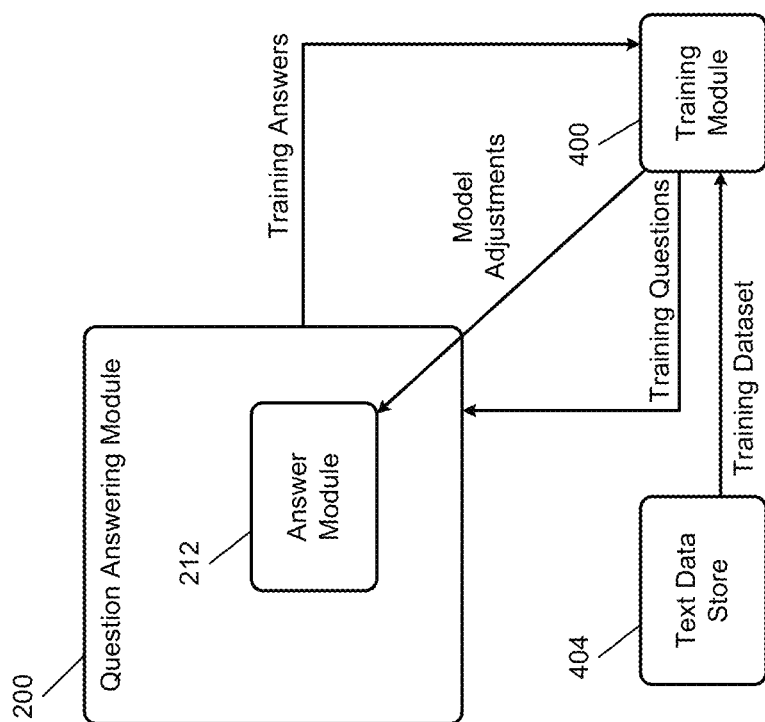 200
Question Answering Module
212
Answer
Module
Training Answers
Model
Adjustments
Training Questions
Training Dataset
404
Text Data
Store
400
Training
Module